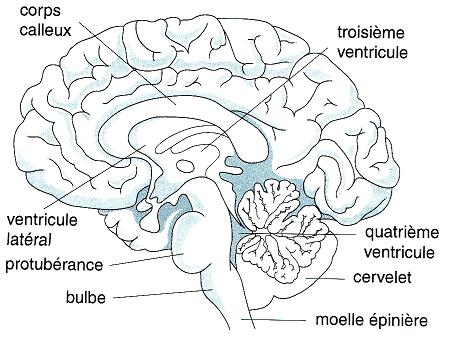 corps
calleux
troisième
ventricule
ventricule
latéral
protubérance
bulbe
quatrième
ventricule
cervelet
moelle épinière